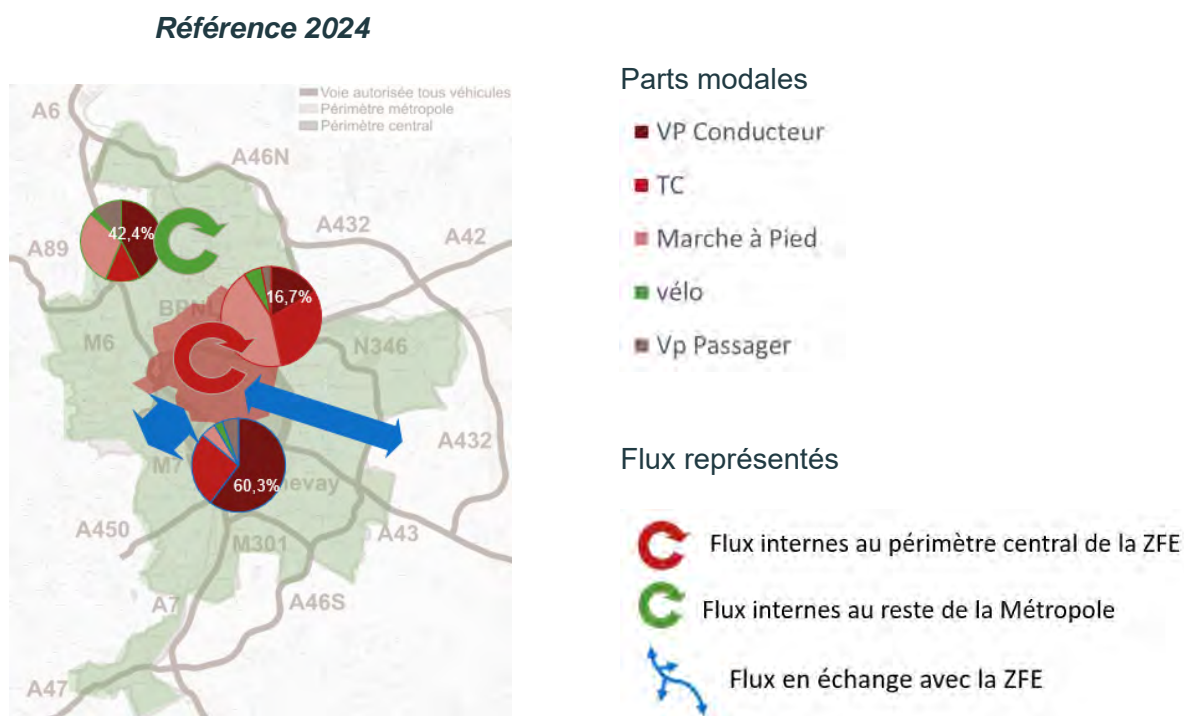 Référence 2024
Voie autorisée tous véhicules
Périmètre métropole
Périmètre central
A6
A46N
A432
A42
A89
42,4%
16,7%
M6
N346
A432
M7
60,3%
A450
M301
A43
A7
A46S
A47
Parts modales
VP Conducteur
TC
Marche à Pied
vélo
Vp Passager
Flux représentés
Flux internes au périmètre central de la ZFE
Flux internes au reste de la Métropole
Flux en échange avec la ZFE